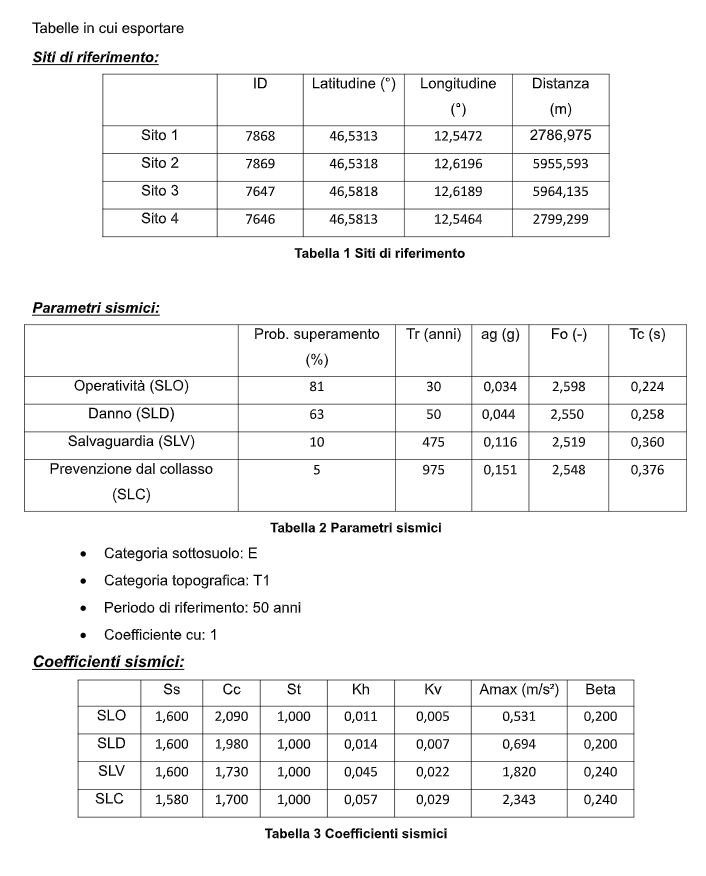 Tabelle in cui esportare
Siti di riferimento:
ID Latitudine (°) Longitudine (°) Distanza (m)
Sito 1 7868 46,5313 12,5472 2786,975
Sito 2 7869 46,5318 12,6196 5955,593
Sito 3 7647 46,5818 12,6189 5964,135
Sito 4 7646 46,5813 12,5464 2799,299
Tabella 1 Siti di riferimento
Parametri sismici:
Prob. superamento (%) Tr (anni) ag (g) Fo (-) Tc (s)
Operatività (SLO) 81 30 0,034 2,598 0,224
Danno (SLD) 63 50 0,044 2,550 0,258
Salvaguardia (SLV) 10 475 0,116 2,519 0,360
Prevenzione dal collasso (SLC) 5 975 0,151 2,548 0,376
Tabella 2 Parametri sismici
• Categoria sottosuolo: E
• Categoria topografica: T1
• Periodo di riferimento: 50 anni
• Coefficiente cu: 1
Coefficienti sismici:
Ss Cc St Kh Kv Amax (m/s²) Beta
SLO 1,600 2,090 1,000 0,011 0,005 0,531 0,200
SLD 1,600 1,980 1,000 0,014 0,007 0,694 0,200
SLV 1,600 1,730 1,000 0,045 0,022 1,820 0,240
SLC 1,580 1,700 1,000 0,057 0,029 2,343 0,240
Tabella 3 Coefficienti sismici